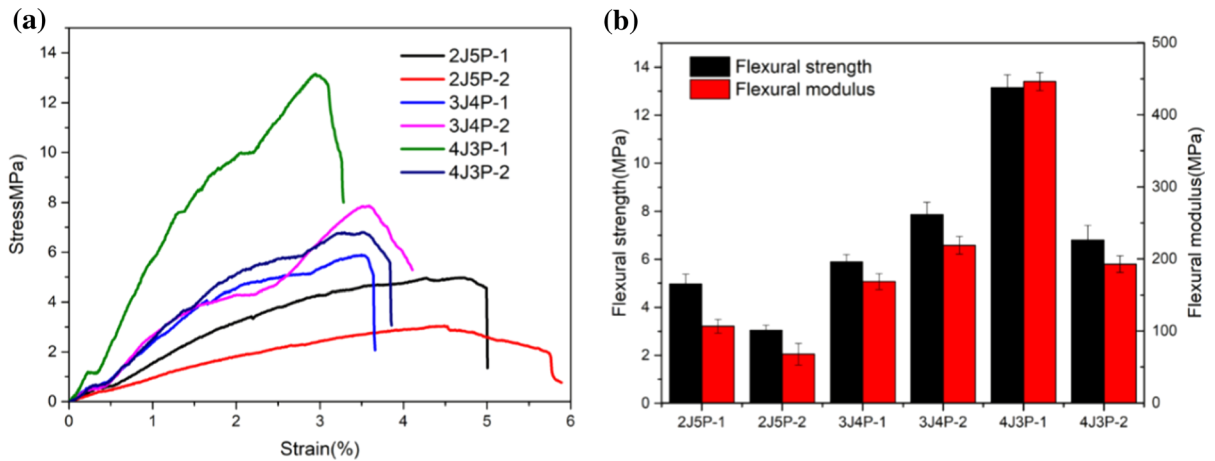 (a)
StressMPa
14
12
10
8
6
4
2
0
0 1 2 3 4 5 6
Strain(%)
2J5P-1
2J5P-2
3J4P-1
3J4P-2
4J3P-1
4J3P-2
(b)
Flexural strength(MPa)
14
12
10
8
6
4
2
0
Flexural strength
Flexural modulus
2J5P-1 2J5P-2 3J4P-1 3J4P-2 4J3P-1 4J3P-2
500
400
300
200
100
0
Flexural modulus(MPa)